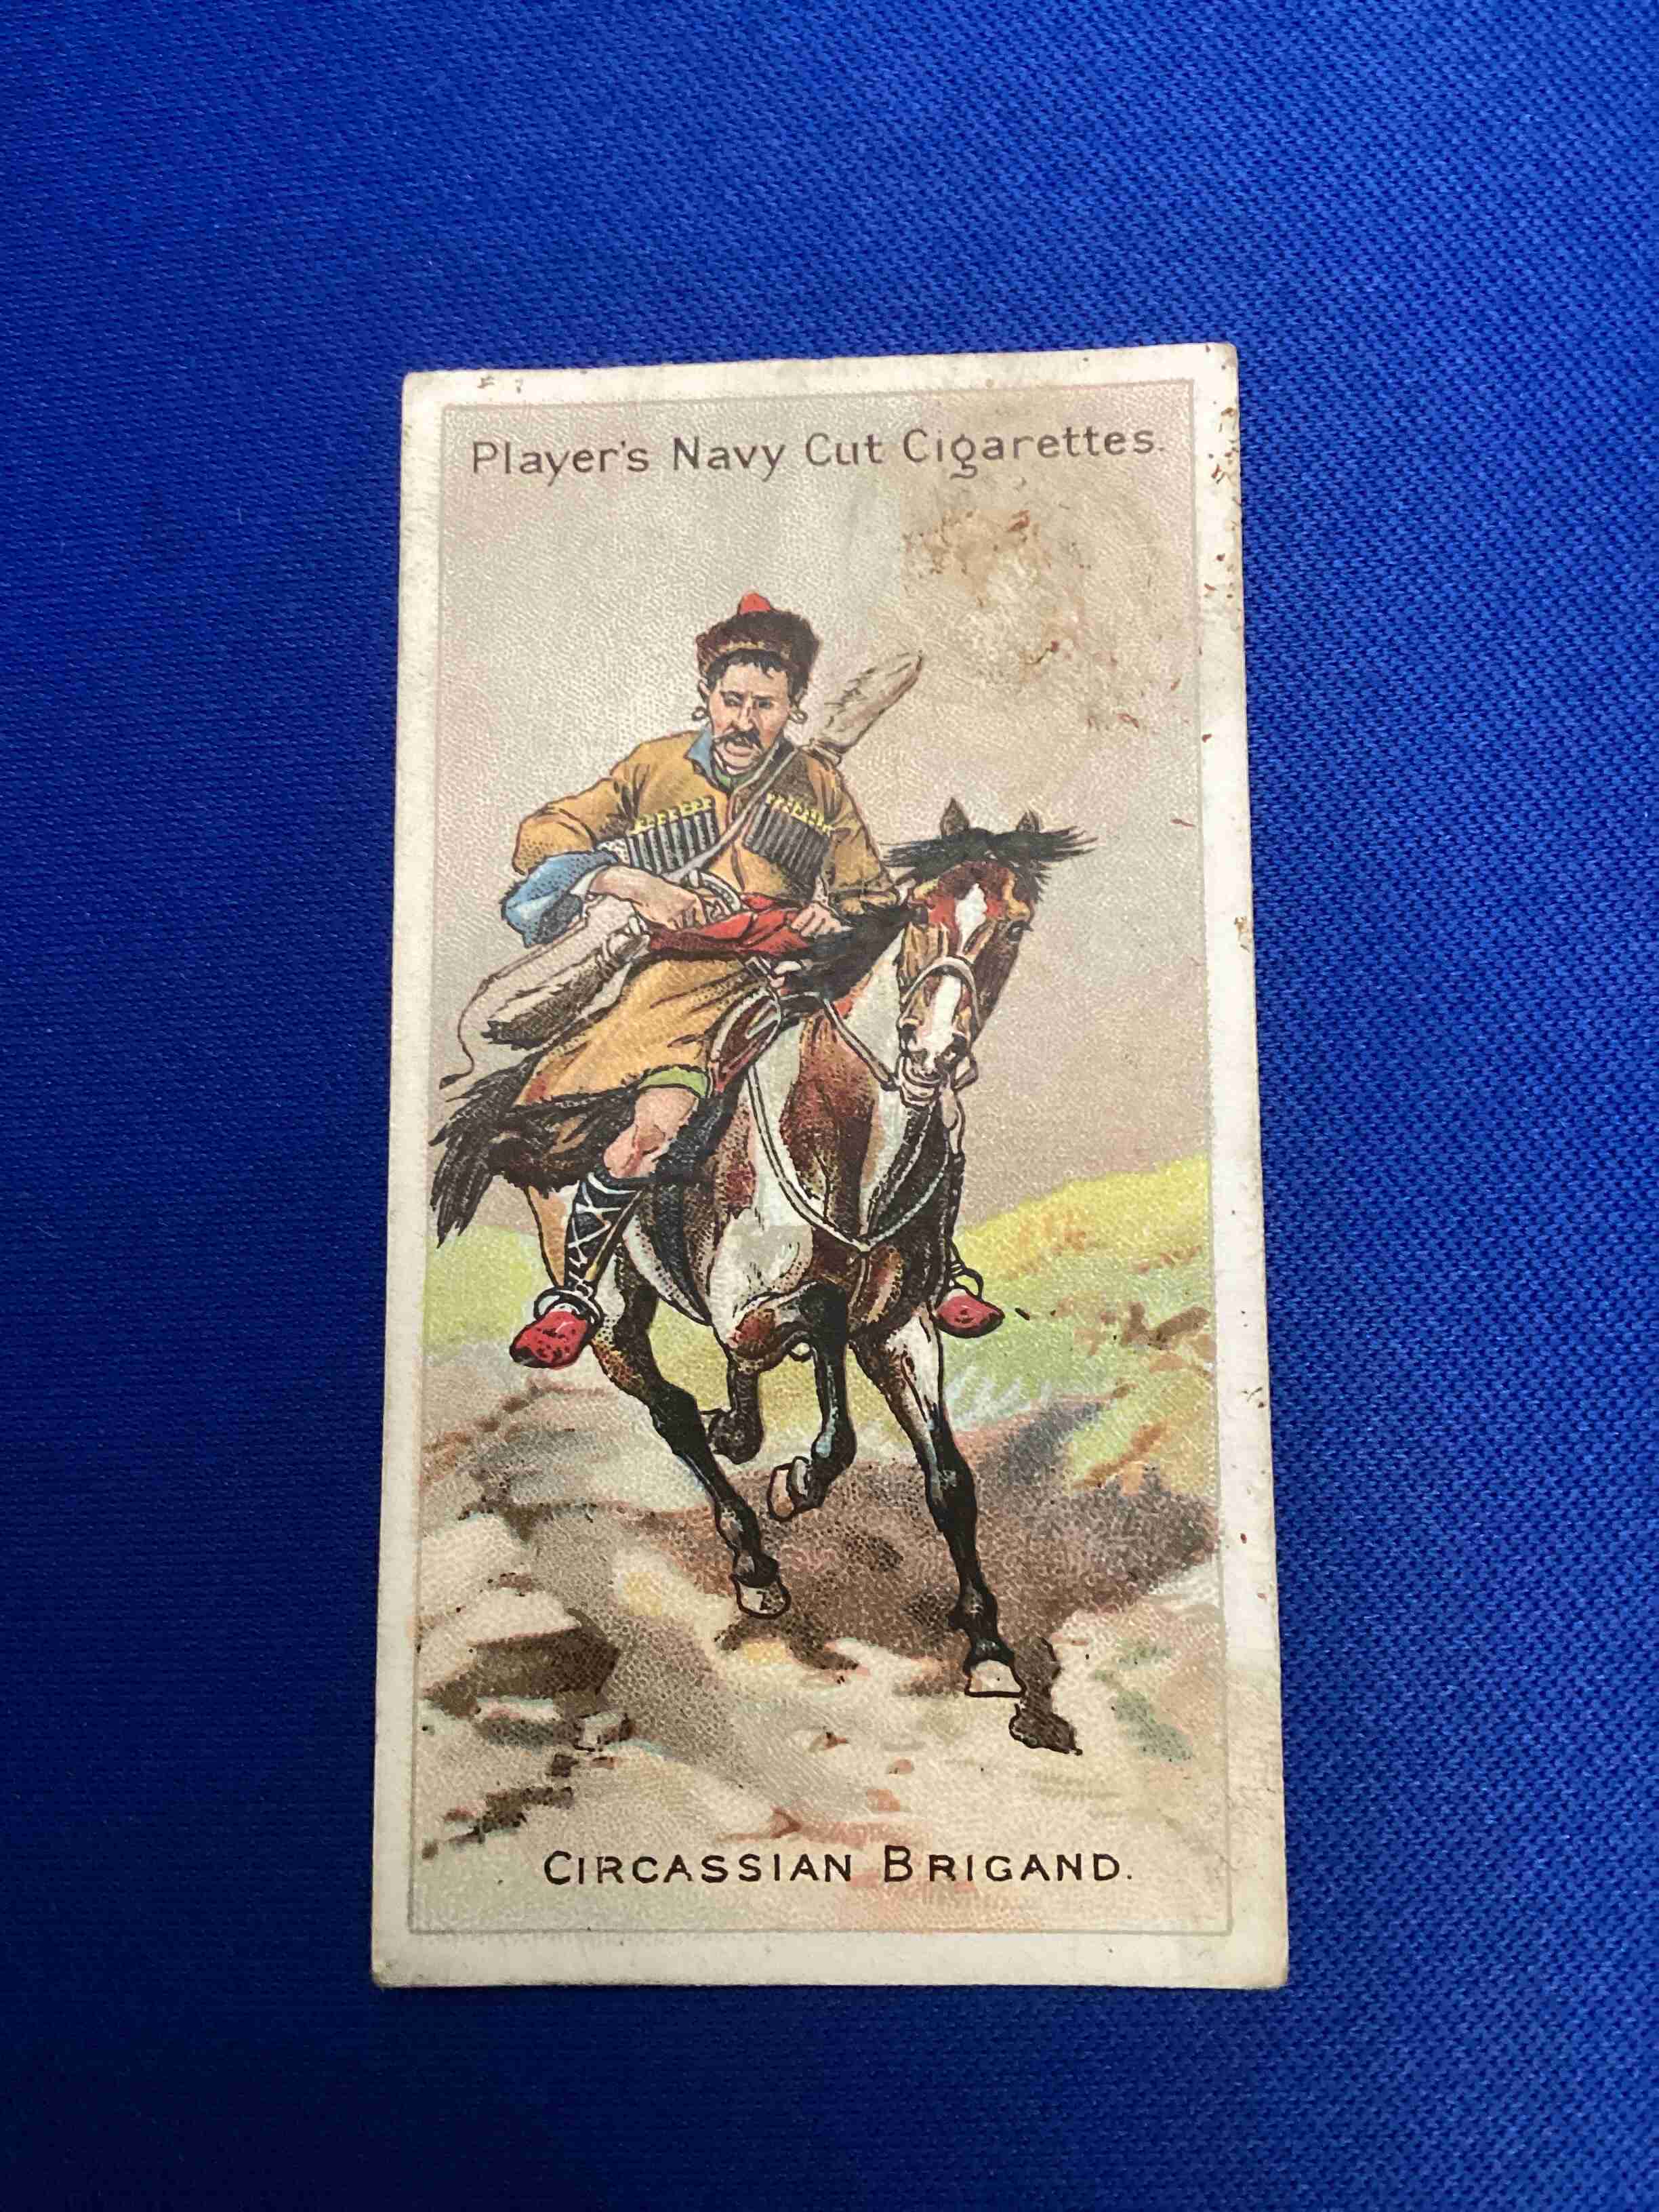 Player's Navy Cut Cigarettes.
CIRCASSIAN BRIGAND.